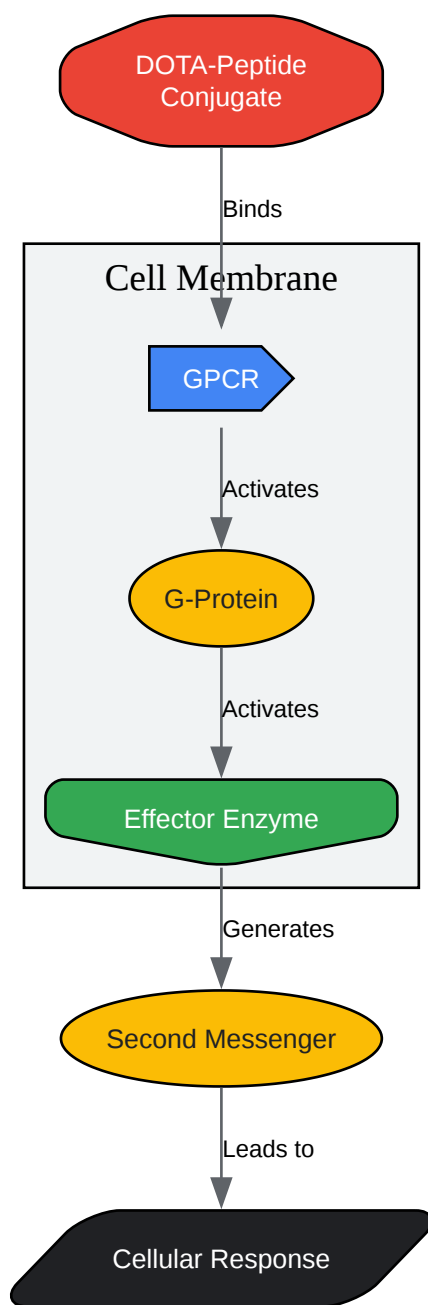 DOTA-Peptide
Conjugate
Binds
Cell Membrane
GPCR
Activates
G-Protein
Activates
Effector Enzyme
Generates
Second Messenger
Leads to
Cellular Response